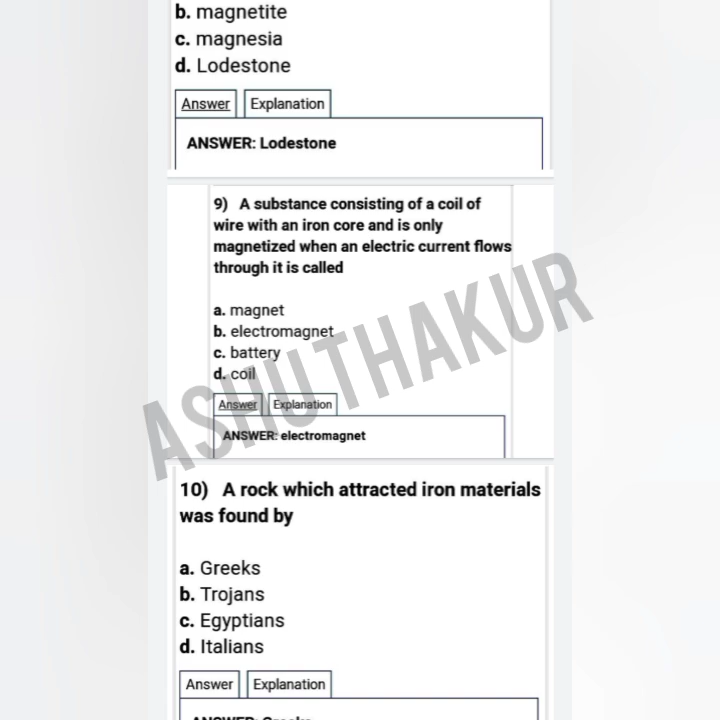 b. magnetite
c. magnesia
d. Lodestone
Answer Explanation
ANSWER: Lodestone
9) A substance consisting of a coil of
wire with an iron core and is only
magnetized when an electric current flows
through it is called
a. magnet
b. electromagnet
c. battery
d. coil
Answer Explanation
ANSWER: electromagnet
ASHUTHAKUR
10) A rock which attracted iron materials
was found by
a. Greeks
b. Trojans
c. Egyptians
d. Italians
Answer Explanation
ANSWER: Greeks